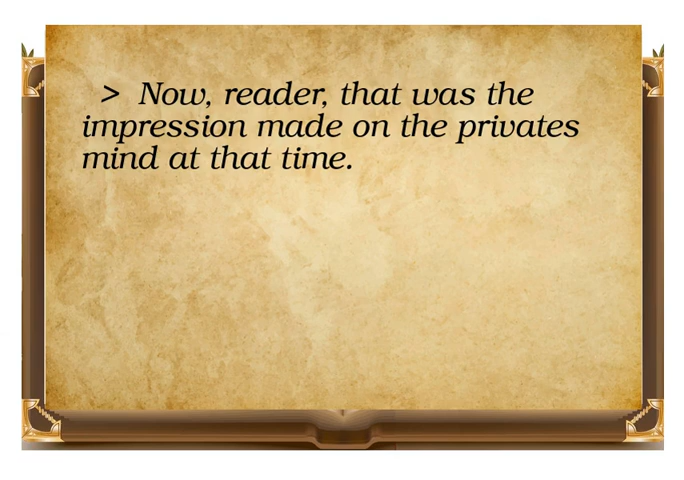 > Now, reader, that was the
impression made on the privates
mind at that time.